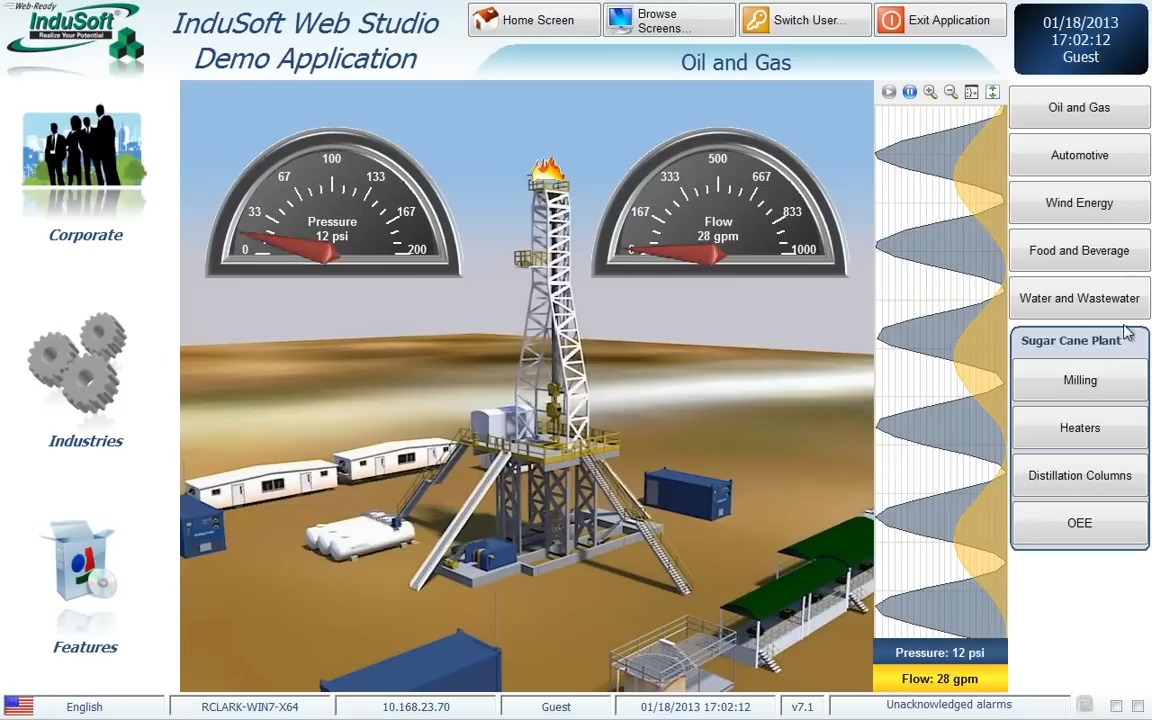 Web-Ready
InduSoft
Realize Your Potential
InduSoft Web Studio
Demo Application
Home Screen
Browse
Screens...
Switch User...
Exit Application
01/18/2013
17:02:12
Guest
Oil and Gas
Corporate
Industries
Features
100
67
133
33
167
Pressure
12 psi
0
200
500
333
667
167
833
Flow
28 gpm
0
1000
Pressure: 12 psi
Flow: 28 gpm
Oil and Gas
Automotive
Wind Energy
Food and Beverage
Water and Wastewater
Sugar Cane Plant
Milling
Heaters
Distillation Columns
OEE
English
RCLARK-WIN7-X64
10.168.23.70
Guest
01/18/2013 17:02:12
v7.1
Unacknowledged alarms